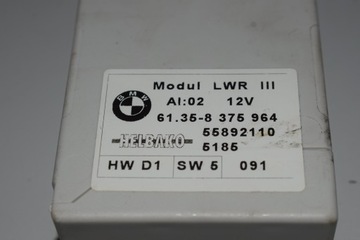 BMW
Modul LWR III
AI:02 12V
61.35-8 375 964
55892110
HELBAKO 5185
HW D1 SW 5 091